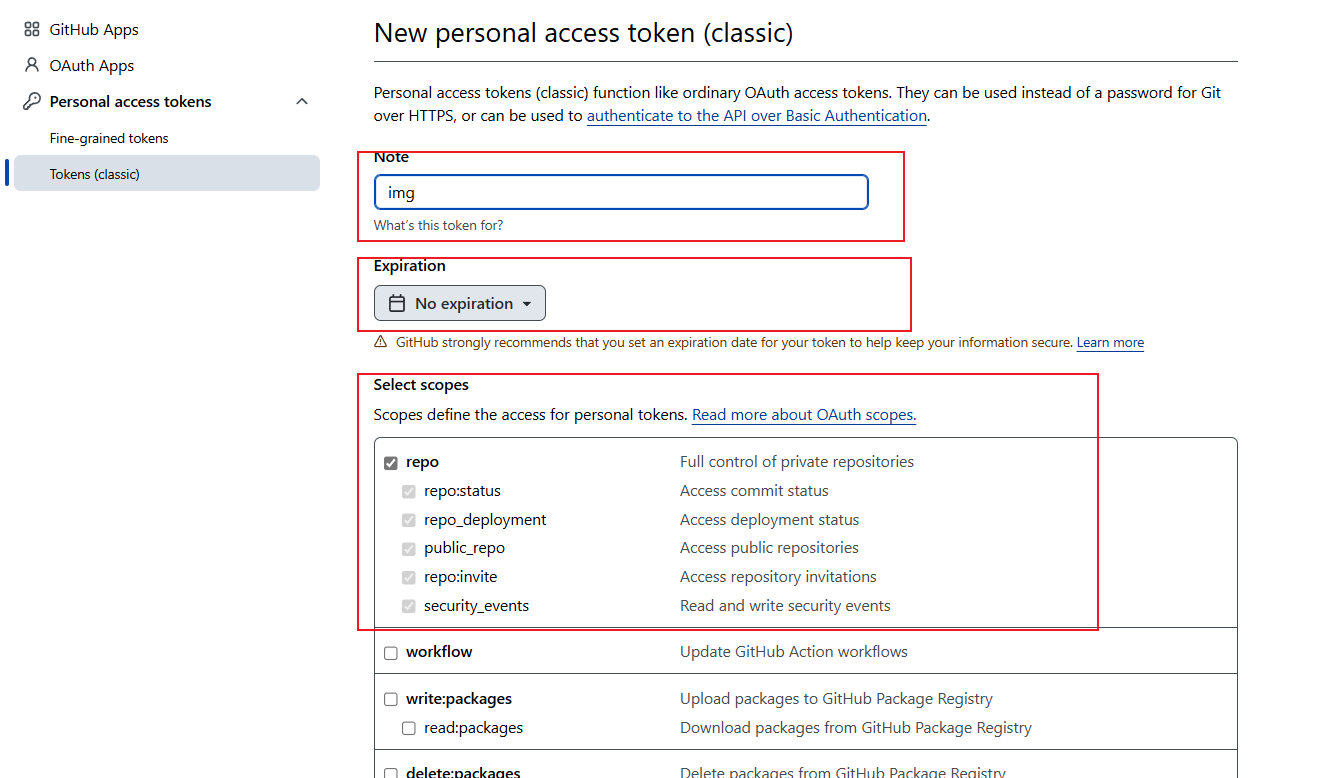 GitHub Apps
OAuth Apps
Personal access tokens
Fine-grained tokens
Tokens (classic)
New personal access token (classic)
Personal access tokens (classic) function like ordinary OAuth access tokens. They can be used instead of a password for Git
over HTTPS, or can be used to authenticate to the API over Basic Authentication.
Note
img
What's this token for?
Expiration
No expiration
GitHub strongly recommends that you set an expiration date for your token to help keep your information secure. Learn more
Select scopes
Scopes define the access for personal tokens. Read more about OAuth scopes.
repo Full control of private repositories
repo:status Access commit status
repo_deployment Access deployment status
public_repo Access public repositories
repo:invite Access repository invitations
security_events Read and write security events
workflow Update GitHub Action workflows
write:packages Upload packages to GitHub Package Registry
read:packages Download packages from GitHub Package Registry
delete:packages Delete packages from GitHub Package Registry